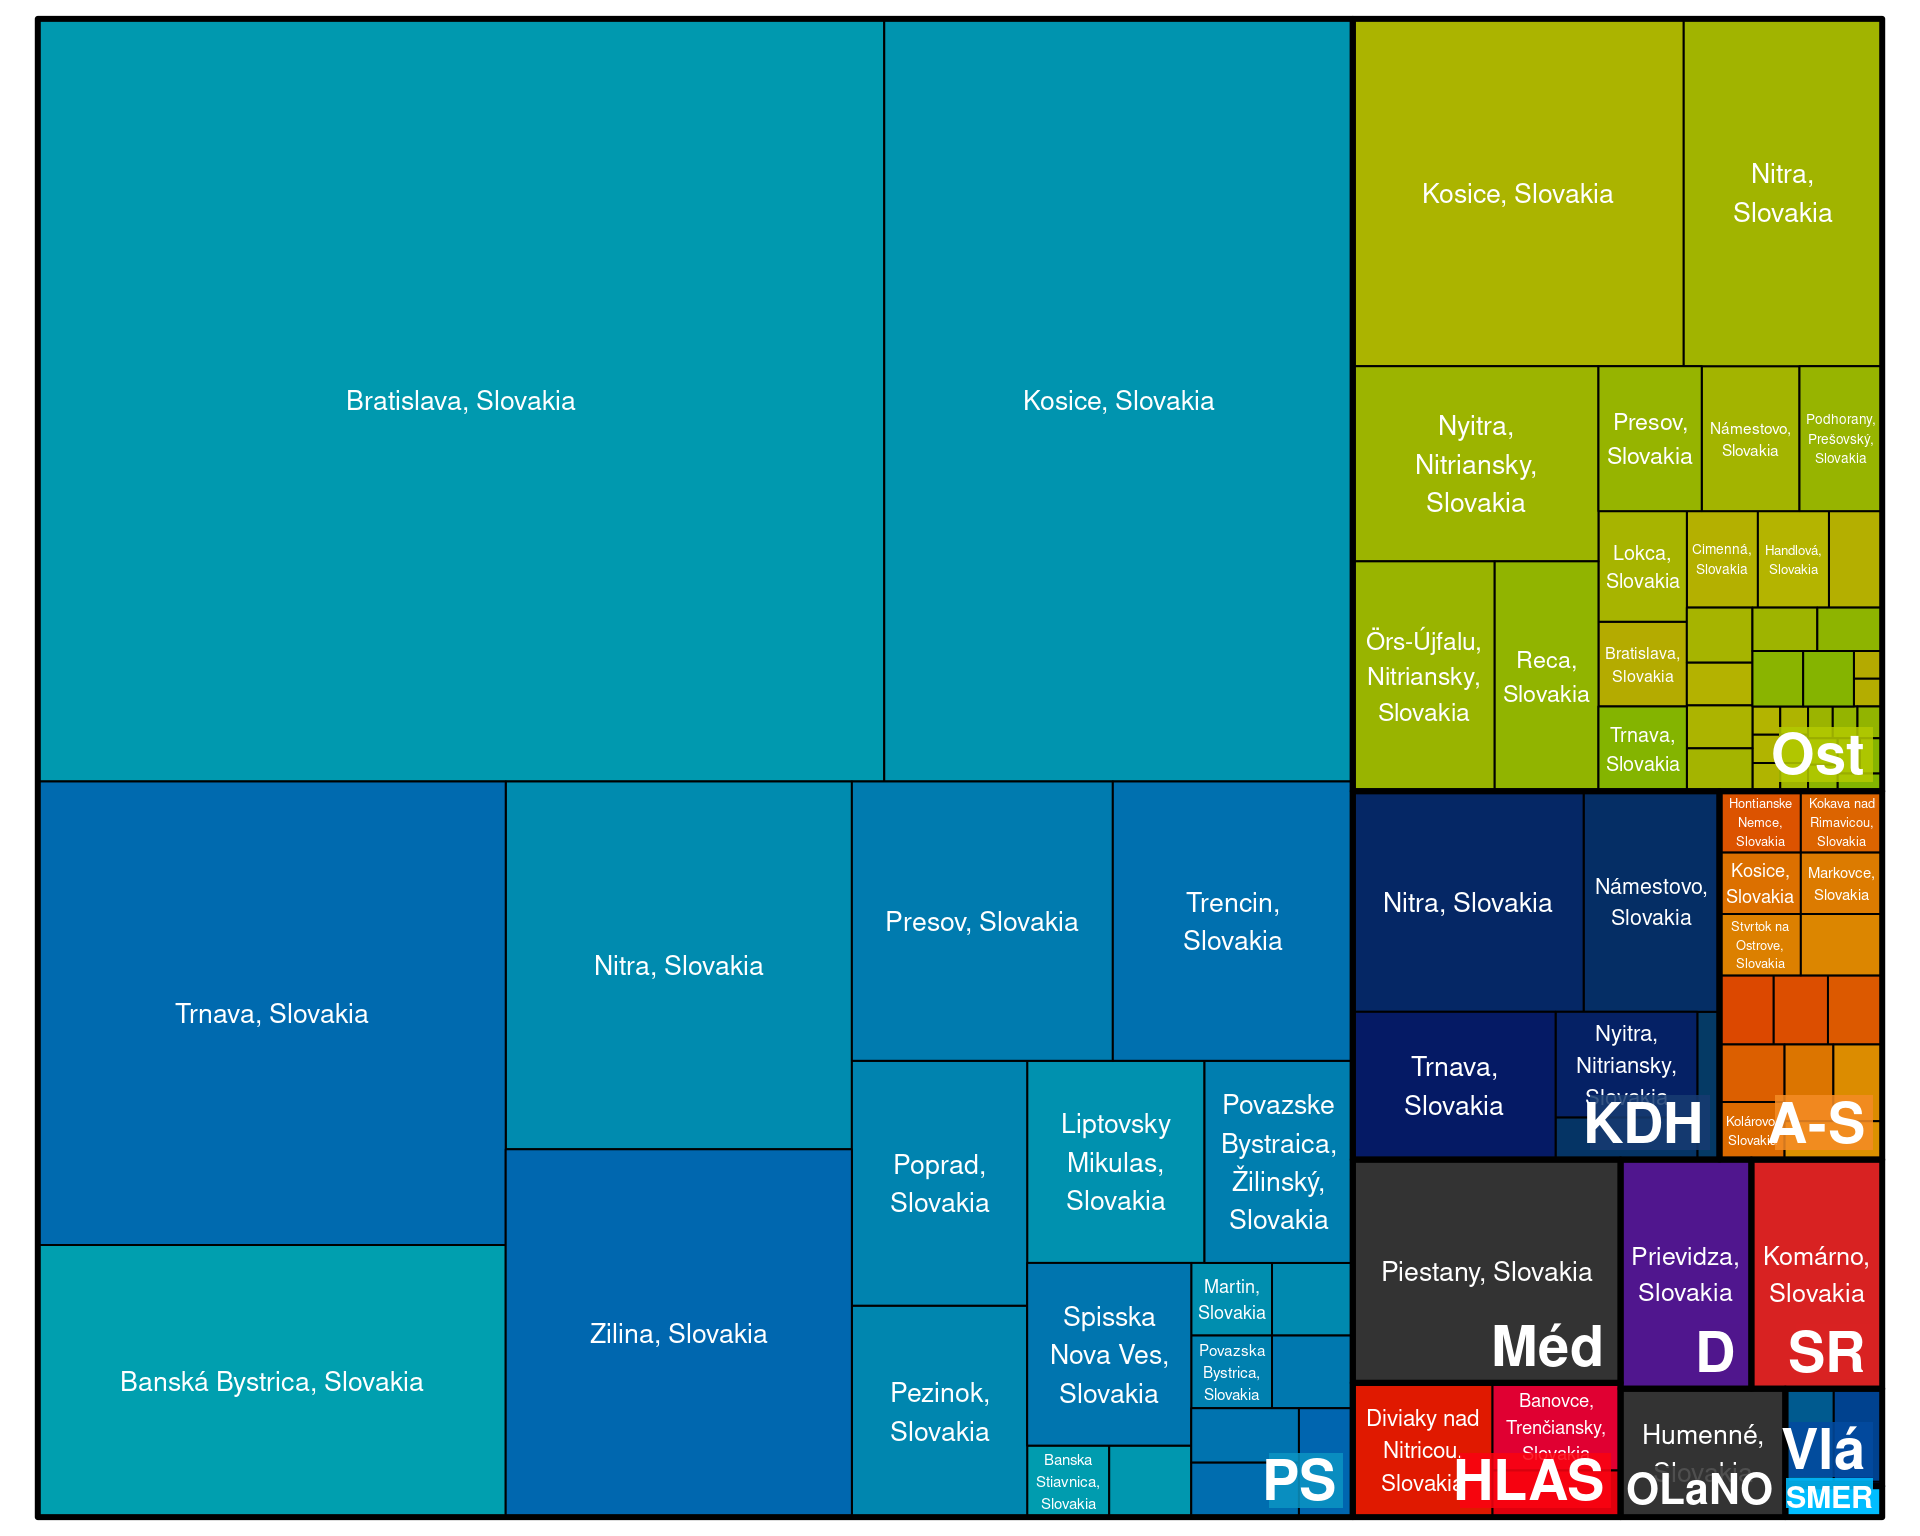 Bratislava, Slovakia
Kosice, Slovakia
Trnava, Slovakia
Banská Bystrica, Slovakia
Nitra, Slovakia
Zilina, Slovakia
Presov, Slovakia
Trencin,
Slovakia
Poprad,
Slovakia
Pezinok,
Slovakia
Liptovsky
Mikulas,
Slovakia
Povazske
Bystraica,
Žilinský,
Slovakia
Spisska
Nova Ves,
Slovakia
Martin,
Slovakia
Povazska
Bystrica,
Slovakia
Banska
Stiavnica,
Slovakia
PS
Kosice, Slovakia
Nitra,
Slovakia
Nyitra,
Nitriansky,
Slovakia
Presov,
Slovakia
Námestovo,
Slovakia
Podhorany,
Prešovský,
Slovakia
Örs-Újfalu,
Nitriansky,
Slovakia
Reca,
Slovakia
Lokca,
Slovakia
Cimenná,
Slovakia
Handlová,
Slovakia
Bratislava,
Slovakia
Trnava,
Slovakia
Ost
Nitra, Slovakia
Námestovo,
Slovakia
Trnava,
Slovakia
Nyitra,
Nitriansky,
Slovakia
KDH
Hontianske
Nemce,
Slovakia
Kokava nad
Rimavicou,
Slovakia
Kosice,
Slovakia
Markovce,
Slovakia
Stvrtok na
Ostrove,
Slovakia
Kolárovo,
Slovakia
A-S
Piestany, Slovakia
Méd
Prievidza,
Slovakia
D
Komárno,
Slovakia
SR
Diviaky nad
Nitricou,
Slovakia
Banovce,
Trenčiansky,
Slovakia
HLAS
Humenné,
Slovakia
OLaNO
Vlá
SMER